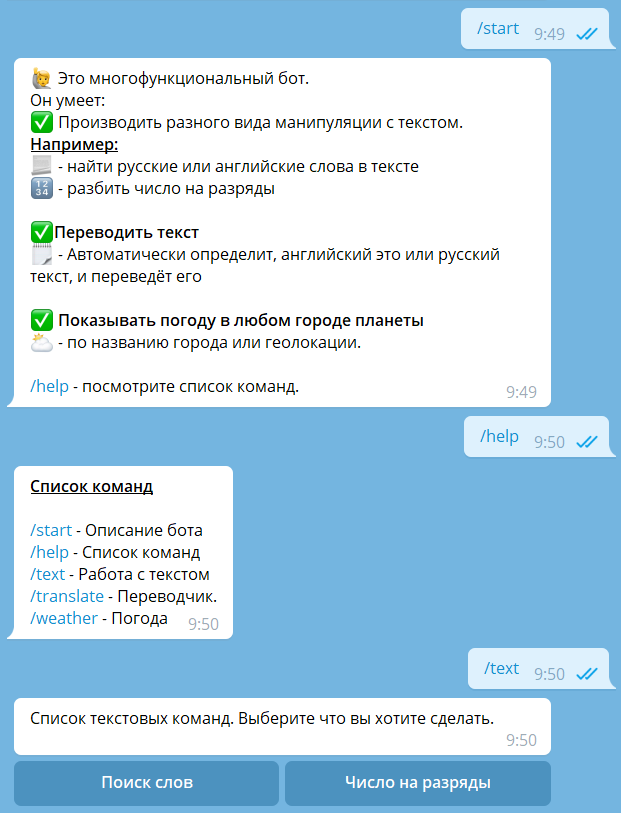 /start 9:49
🙋 Это многофункциональный бот.
Он умеет:
✅ Производить разного вида манипуляции с текстом.
Например:
- найти русские или английские слова в тексте
🔢 - разбить число на разряды
✅Переводить текст
- Автоматически определит, английский это или русский
текст, и переведёт его
✅ Показывать погоду в любом городе планеты
- по названию города или геолокации.
/help - посмотрите список команд. 9:49
/help 9:50
Список команд
/start - Описание бота
/help - Список команд
/text - Работа с текстом
/translate - Переводчик.
/weather - Погода 9:50
/text 9:50
Список текстовых команд. Выберите что вы хотите сделать.
9:50
Поиск слов Число на разряды